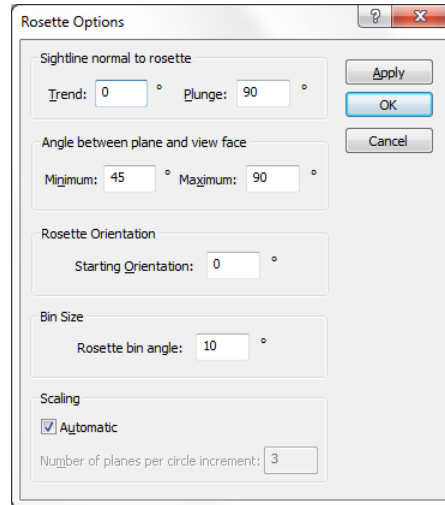 Rosette Options
?
X
Sightline normal to rosette
Trend: 0 ° Plunge: 90 °
Apply
OK
Cancel
Angle between plane and view face
Minimum: 45 ° Maximum: 90 °
Rosette Orientation
Starting Orientation: 0 °
Bin Size
Rosette bin angle: 10 °
Scaling
Automatic
Number of planes per circle increment: 3